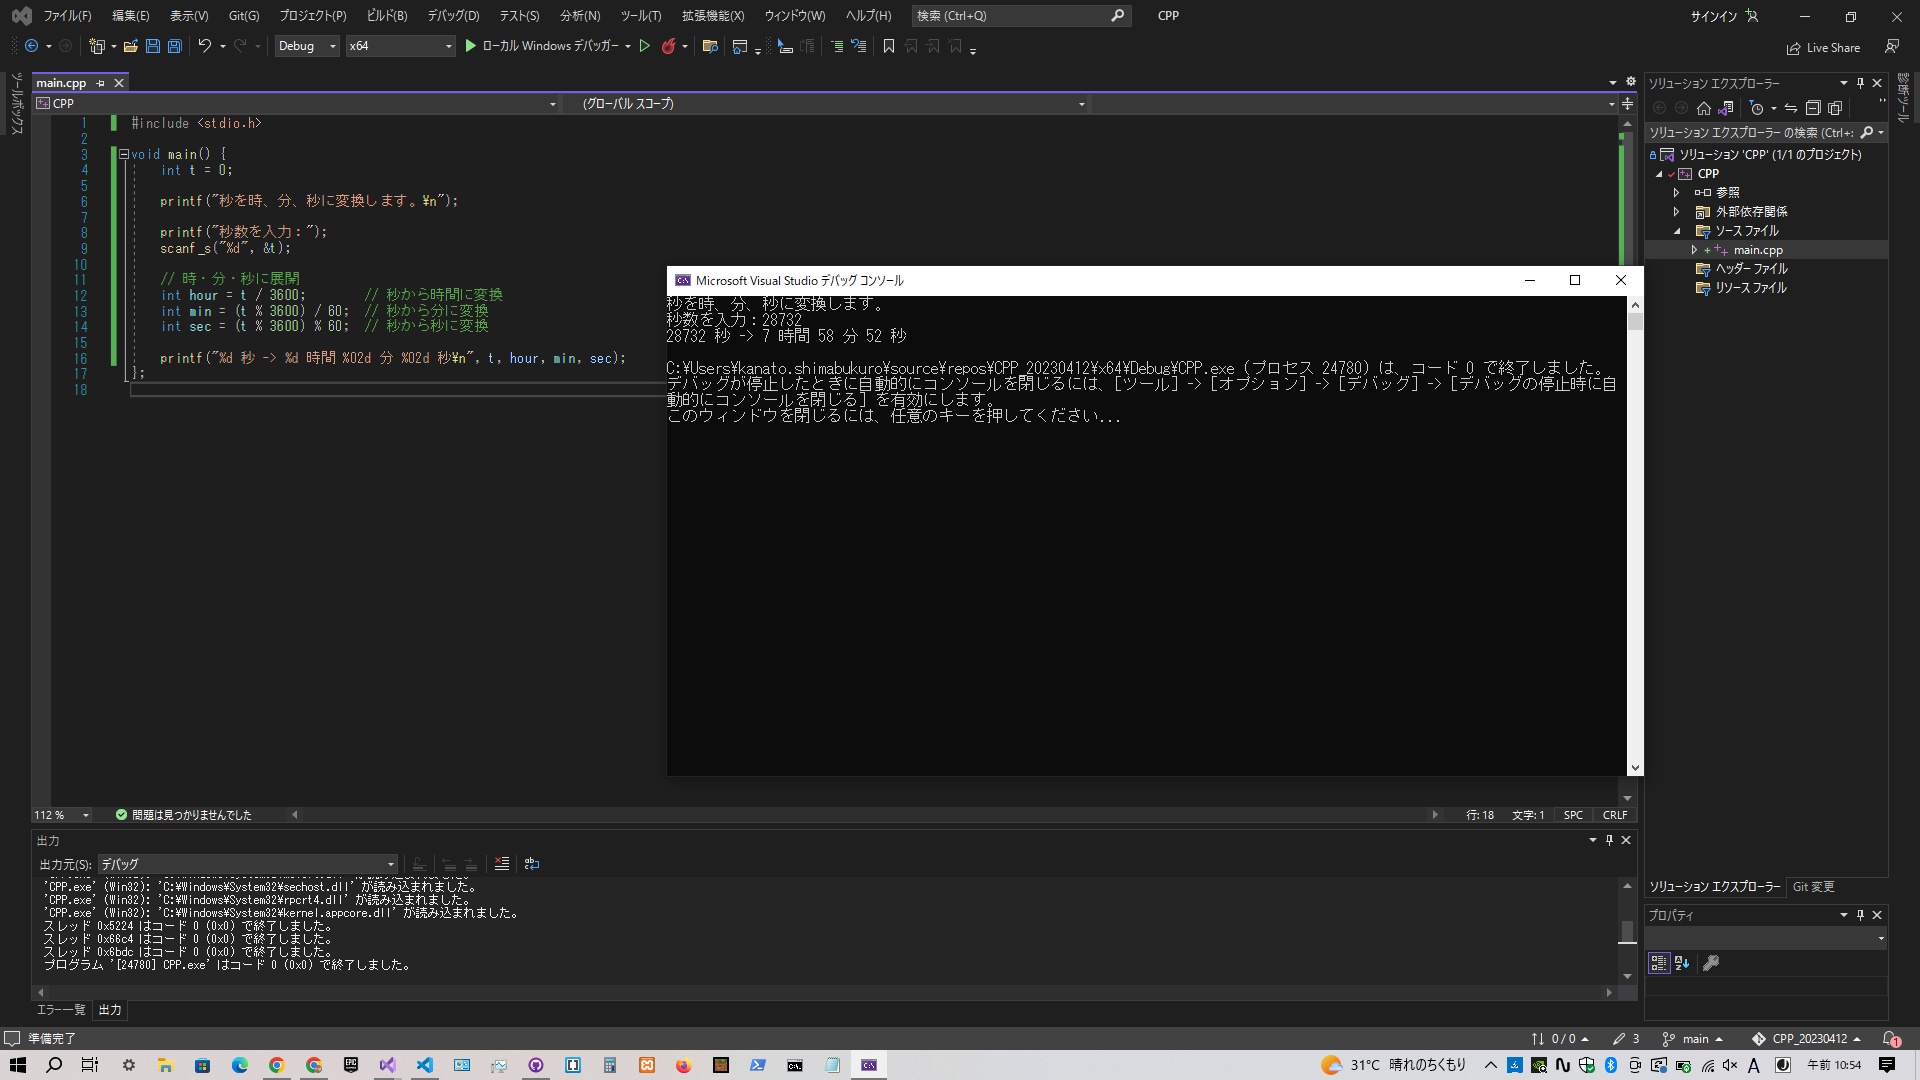 ファイル(F) 編集(E) 表示(V) Git(G) プロジェクト(P) ビルド(B) デバッグ(D) テスト(S) 分析(N) ツール(T) 拡張機能(X) ウィンドウ(W) ヘルプ(H) 検索 (Ctrl+Q) CPP サインイン
Debug x64 ローカル Windows デバッガー Live Share
ツールボックス
main.cpp
CPP (グローバル スコープ)
1 #include <stdio.h>
2
3 void main() {
4 int t = 0;
5
6 printf("秒を時、分、秒に変換します。¥n");
7
8 printf("秒数を入力：");
9 scanf_s("%d", &t);
10
11 // 時・分・秒に展開
12 int hour = t / 3600; // 秒から時間に変換
13 int min = (t % 3600) / 60; // 秒から分に変換
14 int sec = (t % 3600) % 60; // 秒から秒に変換
15
16 printf("%d 秒 -> %d 時間 %02d 分 %02d 秒¥n", t, hour, min, sec);
17 };
18
Microsoft Visual Studio デバッグ コンソール
秒を時、分、秒に変換します。
秒数を入力：28732
28732 秒 -> 7 時間 58 分 52 秒
C:¥Users¥kanato.shimabukuro¥source¥repos¥CPP_20230412¥x64¥Debug¥CPP.exe (プロセス 24780) は、コード 0 で終了しました。
デバッグが停止したときに自動的にコンソールを閉じるには、[ツール] -> [オプション] -> [デバッグ] -> [デバッグの停止時に自
動的にコンソールを閉じる] を有効にします。
このウィンドウを閉じるには、任意のキーを押してください...
112 % 問題は見つかりませんでした 行: 18 文字: 1 SPC CRLF
出力
出力元(S): デバッグ
'CPP.exe' (Win32): 'C:¥Windows¥System32¥sechost.dll' が読み込まれました。
'CPP.exe' (Win32): 'C:¥Windows¥System32¥rpcrt4.dll' が読み込まれました。
'CPP.exe' (Win32): 'C:¥Windows¥System32¥kernel.appcore.dll' が読み込まれました。
スレッド 0x5224 はコード 0 (0x0) で終了しました。
スレッド 0x66c4 はコード 0 (0x0) で終了しました。
スレッド 0x6bdc はコード 0 (0x0) で終了しました。
プログラム '[24780] CPP.exe' はコード 0 (0x0) で終了しました。
エラー一覧 出力
ソリューション エクスプローラー
ソリューション エクスプローラー の検索 (Ctrl+:
ソリューション 'CPP' (1/1 のプロジェクト)
CPP
参照
外部依存関係
ソース ファイル
main.cpp
ヘッダー ファイル
リソース ファイル
ソリューション エクスプローラー Git 変更
プロパティ
診断ツール
準備完了 0 / 0 3 main CPP_20230412 1
31°C 晴れのちくもり A 午前 10:54